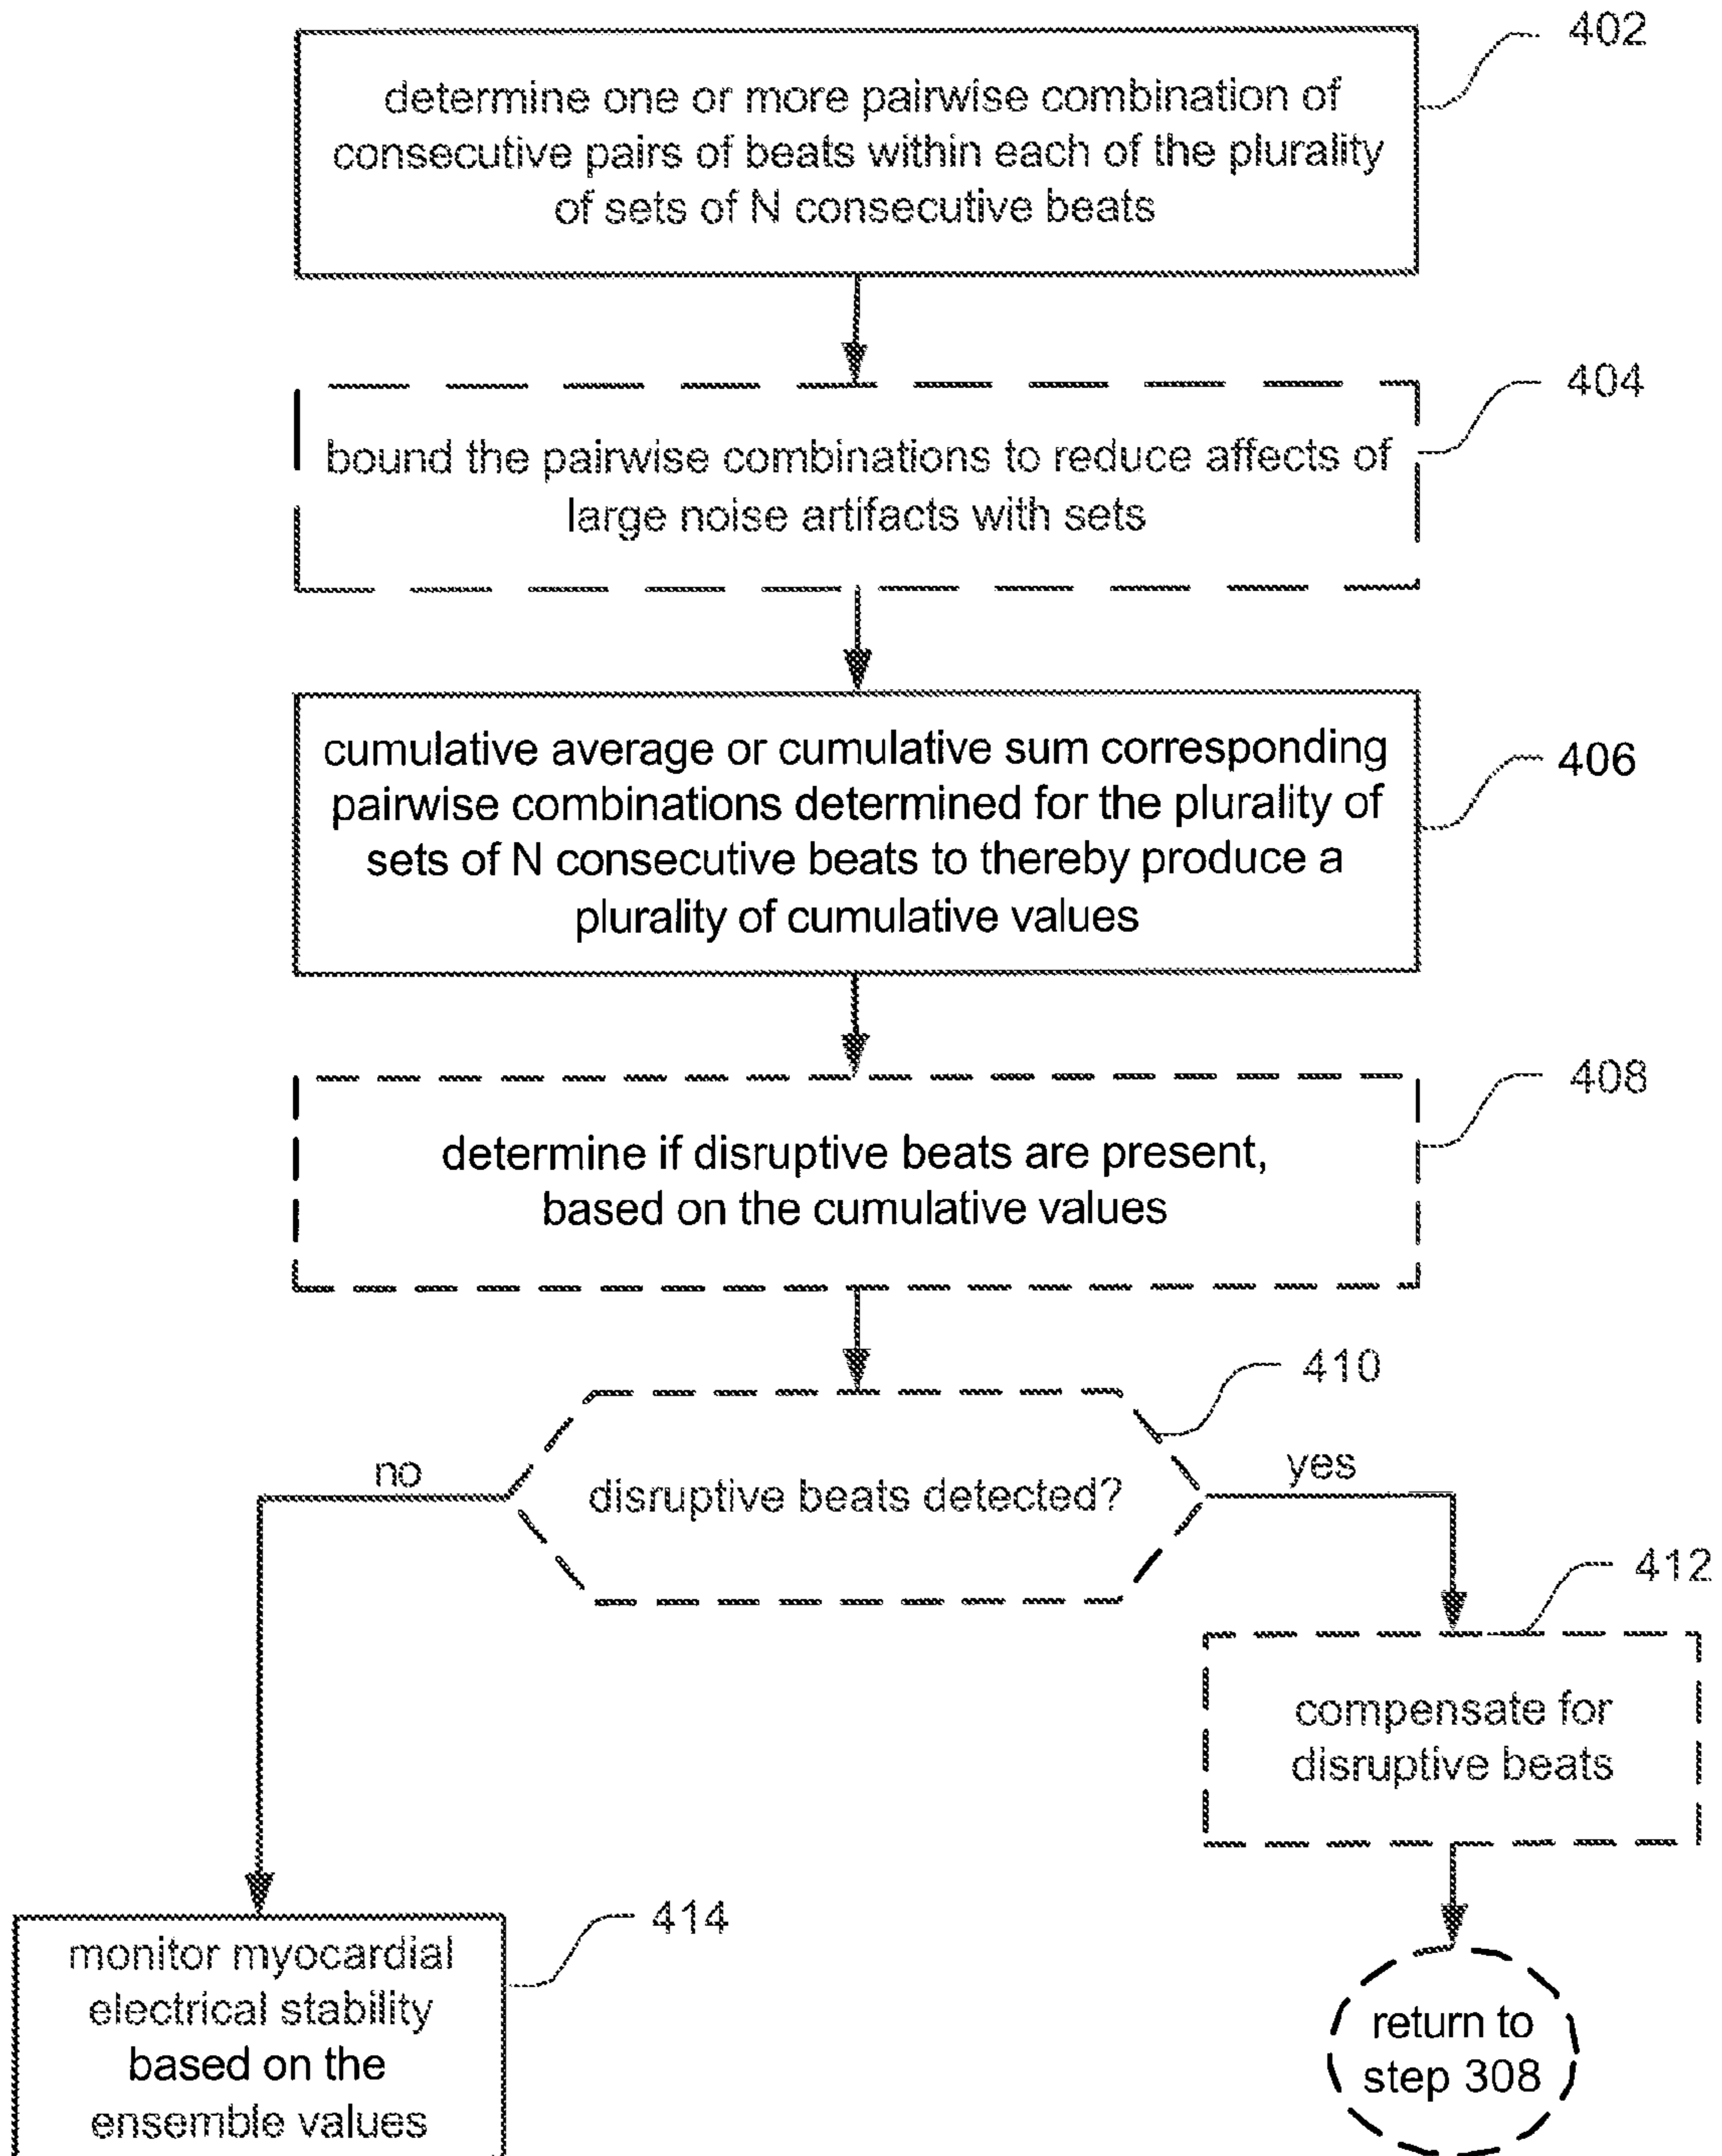 402
determine one or more pairwise combination of
consecutive pairs of beats within each of the plurality
of sets of N consecutive beats
404
bound the pairwise combinations to reduce affects of
large noise artifacts with sets
cumulative average or cumulative sum corresponding
pairwise combinations determined for the plurality of
sets of N consecutive beats to thereby produce a
plurality of cumulative values
406
408
determine if disruptive beats are present,
based on the cumulative values
410
no
disruptive beats detected?
yes
412
compensate for
disruptive beats
414
monitor myocardial
electrical stability
based on the
ensemble values
return to
step 308